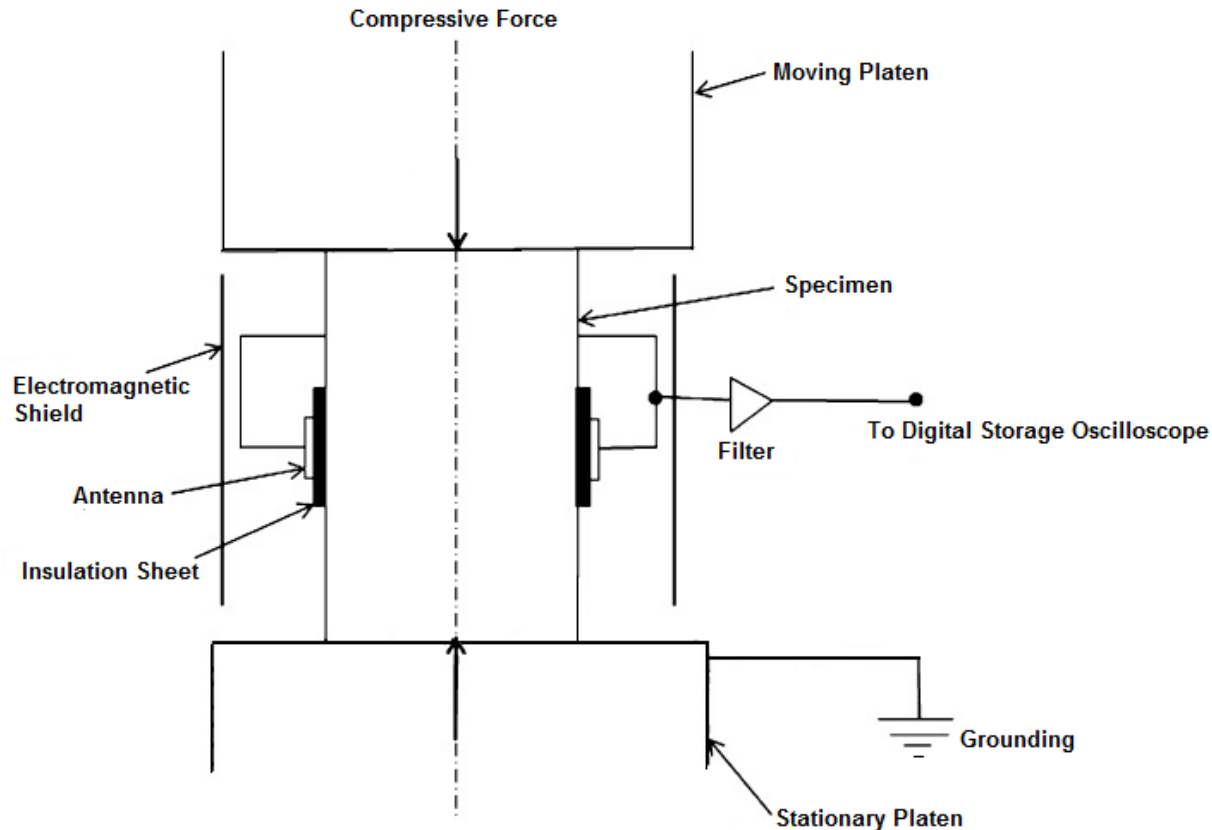 Compressive Force
Moving Platen
Specimen
Electromagnetic
Shield
Filter
To Digital Storage Oscilloscope
Antenna
Insulation Sheet
Grounding
Stationary Platen